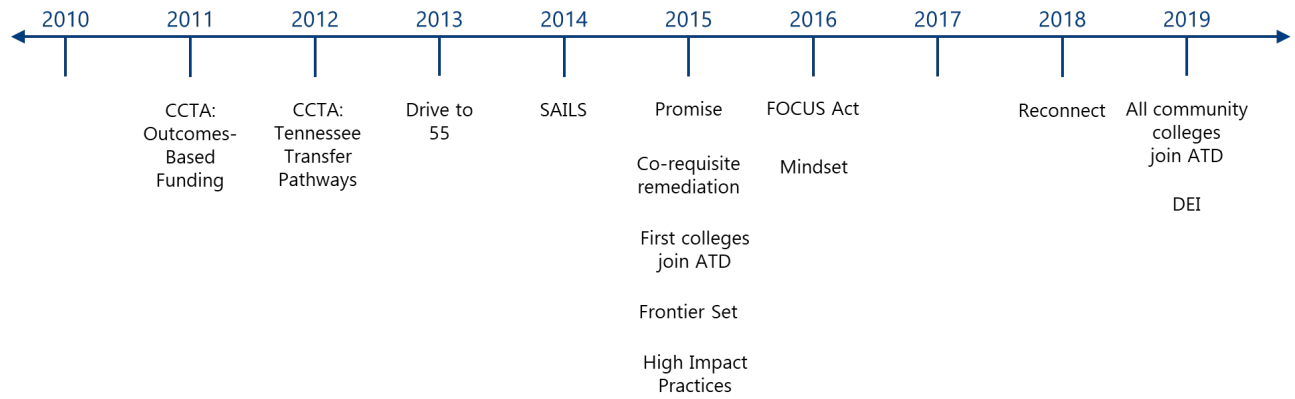 2010 2011 2012 2013 2014 2015 2016 2017 2018 2019
CCTA:
Outcomes-
Based
Funding
CCTA:
Tennessee
Transfer
Pathways
Drive to
55
SAILS
Promise
Co-requisite
remediation
First colleges
join ATD
Frontier Set
High Impact
Practices
FOCUS Act
Mindset
Reconnect
All community
colleges
join ATD
DEI